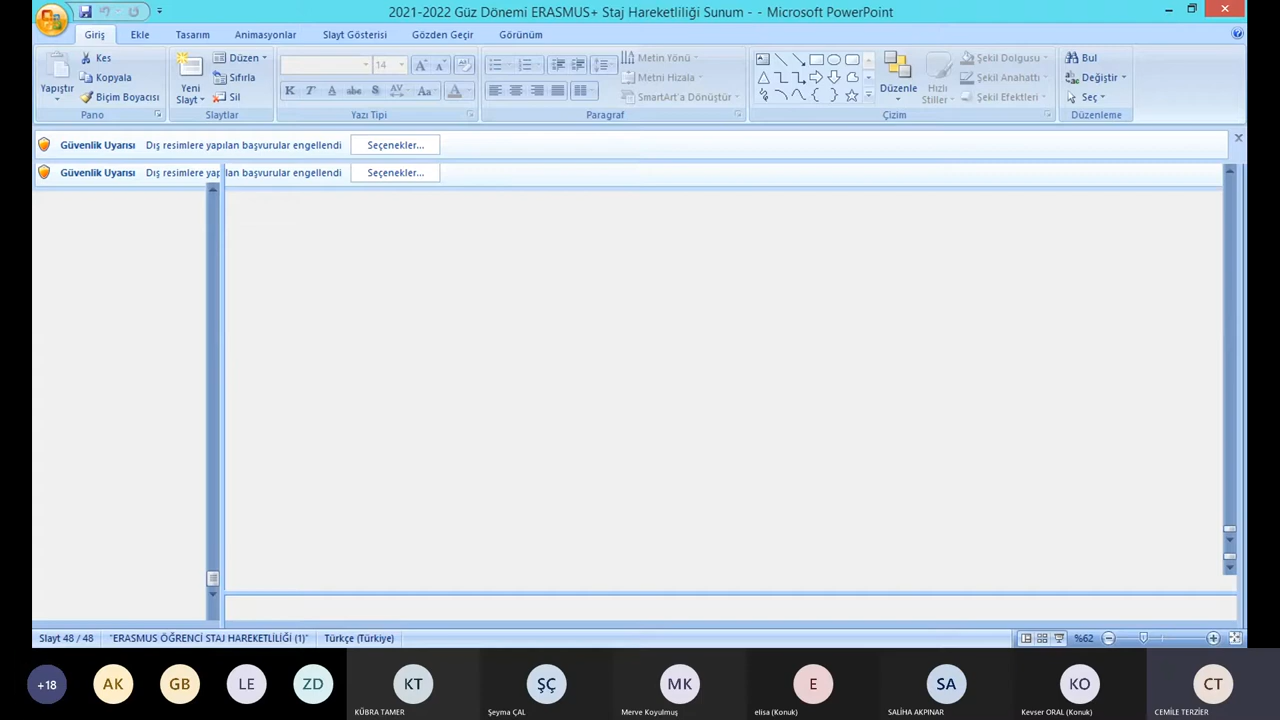 2021-2022 Güz Dönemi ERASMUS+ Staj Hareketliliği Sunum - - Microsoft PowerPoint
Giriş Ekle Tasarım Animasyonlar Slayt Gösterisi Gözden Geçir Görünüm
Yapıştır
Kes
Kopyala
Biçim Boyacısı
Pano
Yeni
Slayt
Düzen
Sıfırla
Sil
Slaytlar
14
K T A abc S AV Aa A
Yazı Tipi
Metin Yönü
Metni Hizala
SmartArt'a Dönüştür
Paragraf
Düzenle
Hızlı
Stiller
Şekil Dolgusu
Şekil Anahattı
Şekil Efektleri
Çizim
Bul
Değiştir
Seç
Düzenleme
Güvenlik Uyarısı Dış resimlere yapılan başvurular engellendi Seçenekler...
Güvenlik Uyarısı Dış resimlere yapılan başvurular engellendi Seçenekler...
Slayt 48 / 48 "ERASMUS ÖĞRENCİ STAJ HAREKETLİLİĞİ (1)" Türkçe (Türkiye) %62
+18 AK GB LE ZD KT ŞÇ MK E SA KO CT
KÜBRA TAMER Şeyma ÇAL Merve Koyulmuş elisa (Konuk) SALİHA AKPINAR Kevser ORAL (Konuk) CEMİLE TERZİER